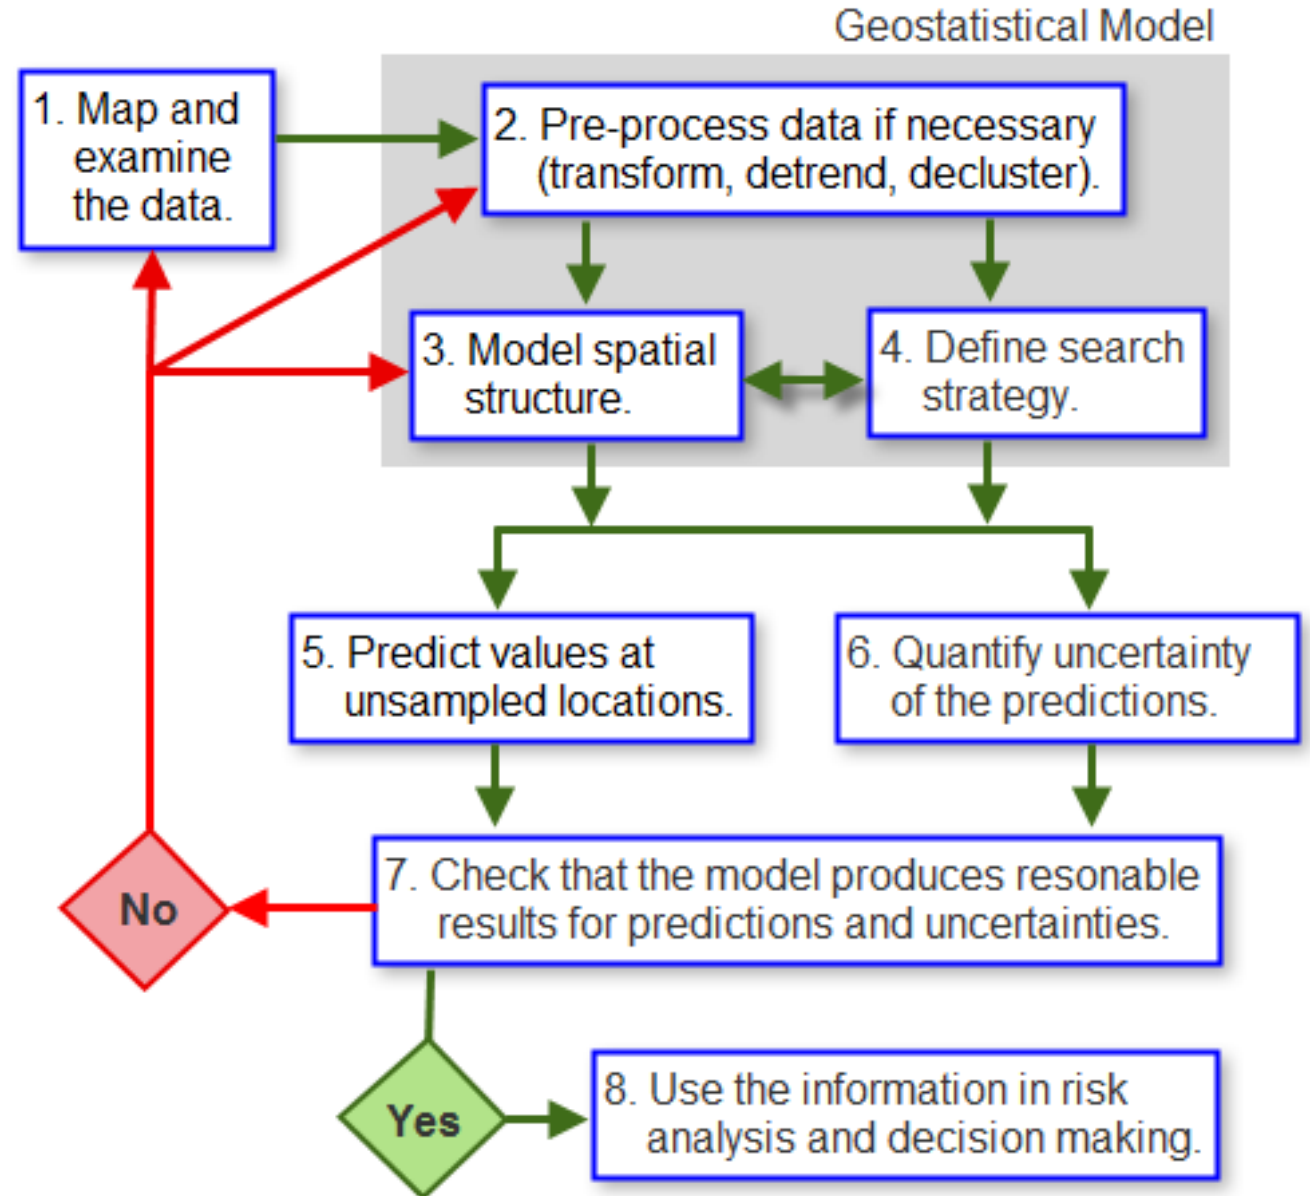 Geostatistical Model
1. Map and
examine
the data.
2. Pre-process data if necessary
(transform, detrend, decluster).
3. Model spatial
structure.
4. Define search
strategy.
5. Predict values at
unsampled locations.
6. Quantify uncertainty
of the predictions.
7. Check that the model produces resonable
results for predictions and uncertainties.
No
Yes
8. Use the information in risk
analysis and decision making.